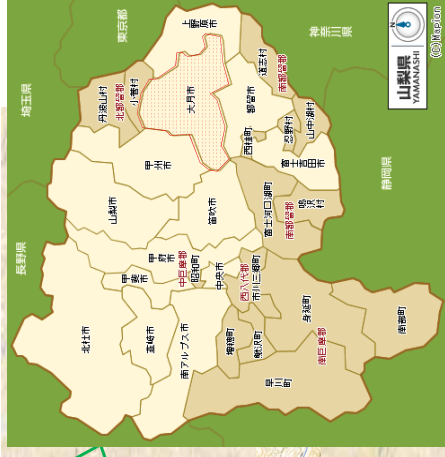 長野県
埼玉県
東京都
神奈川県
静岡県
山梨県
YAMANASHI
N
(C)Mapion
北杜市
韮崎市
南アルプス市
甲斐市
甲府市
中巨摩郡
昭和町
中央市
山梨市
甲州市
笛吹市
丹波山村
北都留郡
小菅村
大月市
上野原市
道志村
南都留郡
都留市
西桂町
忍野村
山中湖村
富士吉田市
富士河口湖町
鳴沢村
南都留郡
西八代郡
市川三郷町
増穂町
鰍沢町
早川町
身延町
南巨摩郡
南部町